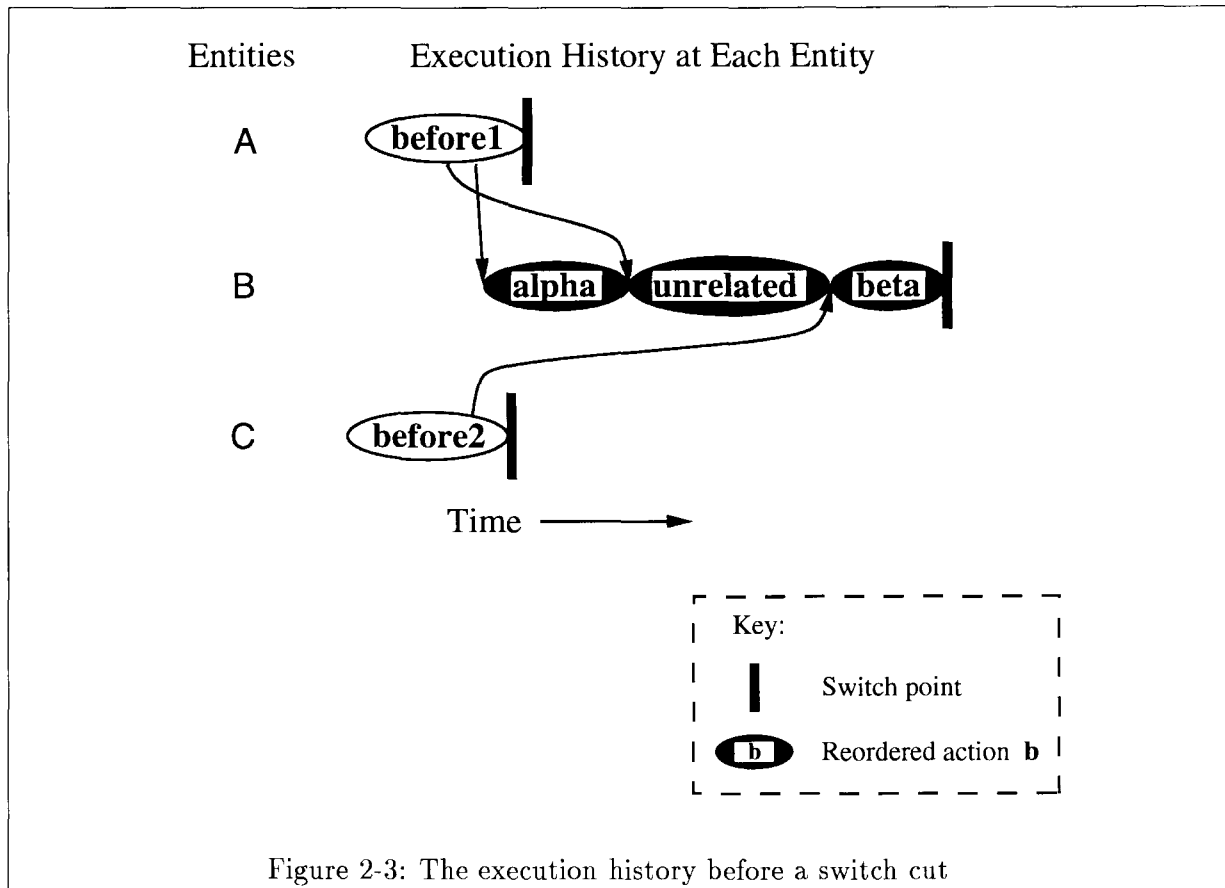 Entities Execution History at Each Entity
A before1
B alpha unrelated beta
C before2
Time
Key:
Switch point
b Reordered action b
Figure 2-3: The execution history before a switch cut